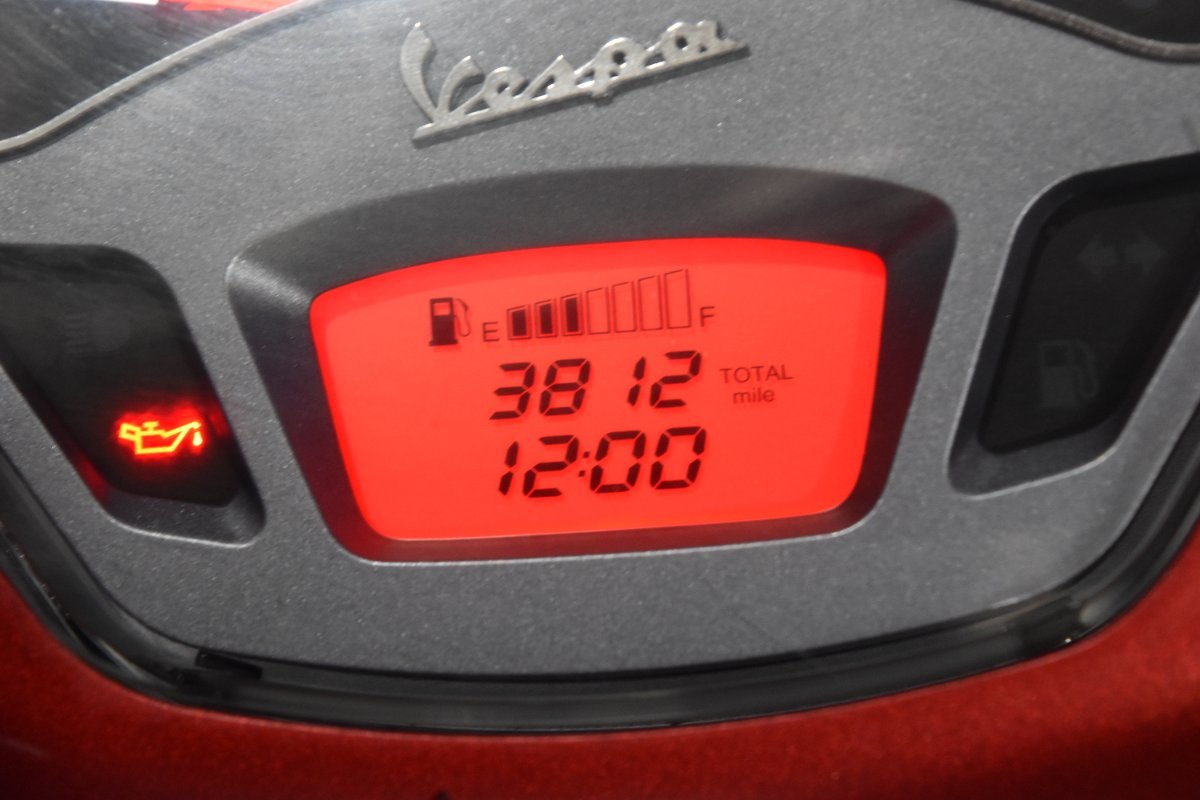 Vespa
E F
3812 TOTAL
mile
12:00